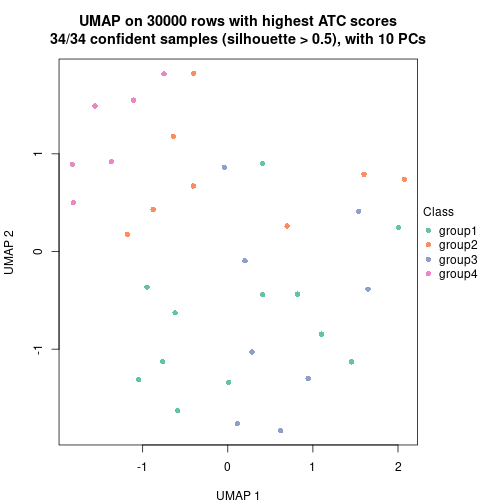 UMAP on 30000 rows with highest ATC scores
34/34 confident samples (silhouette > 0.5), with 10 PCs
UMAP 2
1
0
-1
-1
0
1
2
UMAP 1
Class
group1
group2
group3
group4